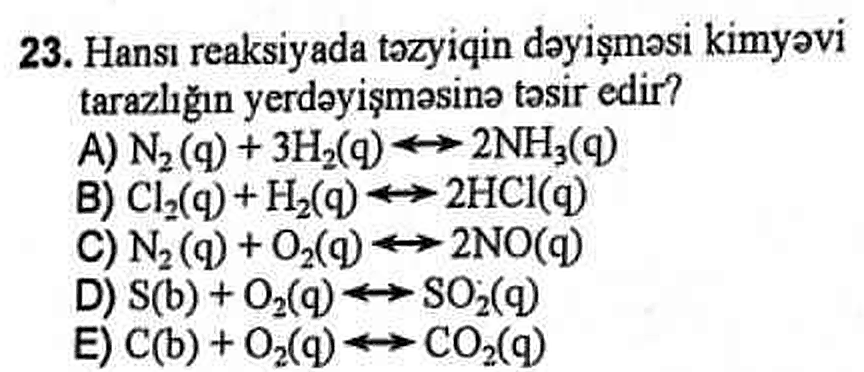 23. Hansı reaksiyada təzyiqin dəyişməsi kimyəvi
tarazlığın yerdəyişməsinə təsir edir?
A) N₂(q) + 3H₂(q) ↔ 2NH₃(q)
B) Cl₂(q) + H₂(q) ↔ 2HCl(q)
C) N₂(q) + O₂(q) ↔ 2NO(q)
D) S(b) + O₂(q) ↔ SO₂(q)
E) C(b) + O₂(q) ↔ CO₂(q)